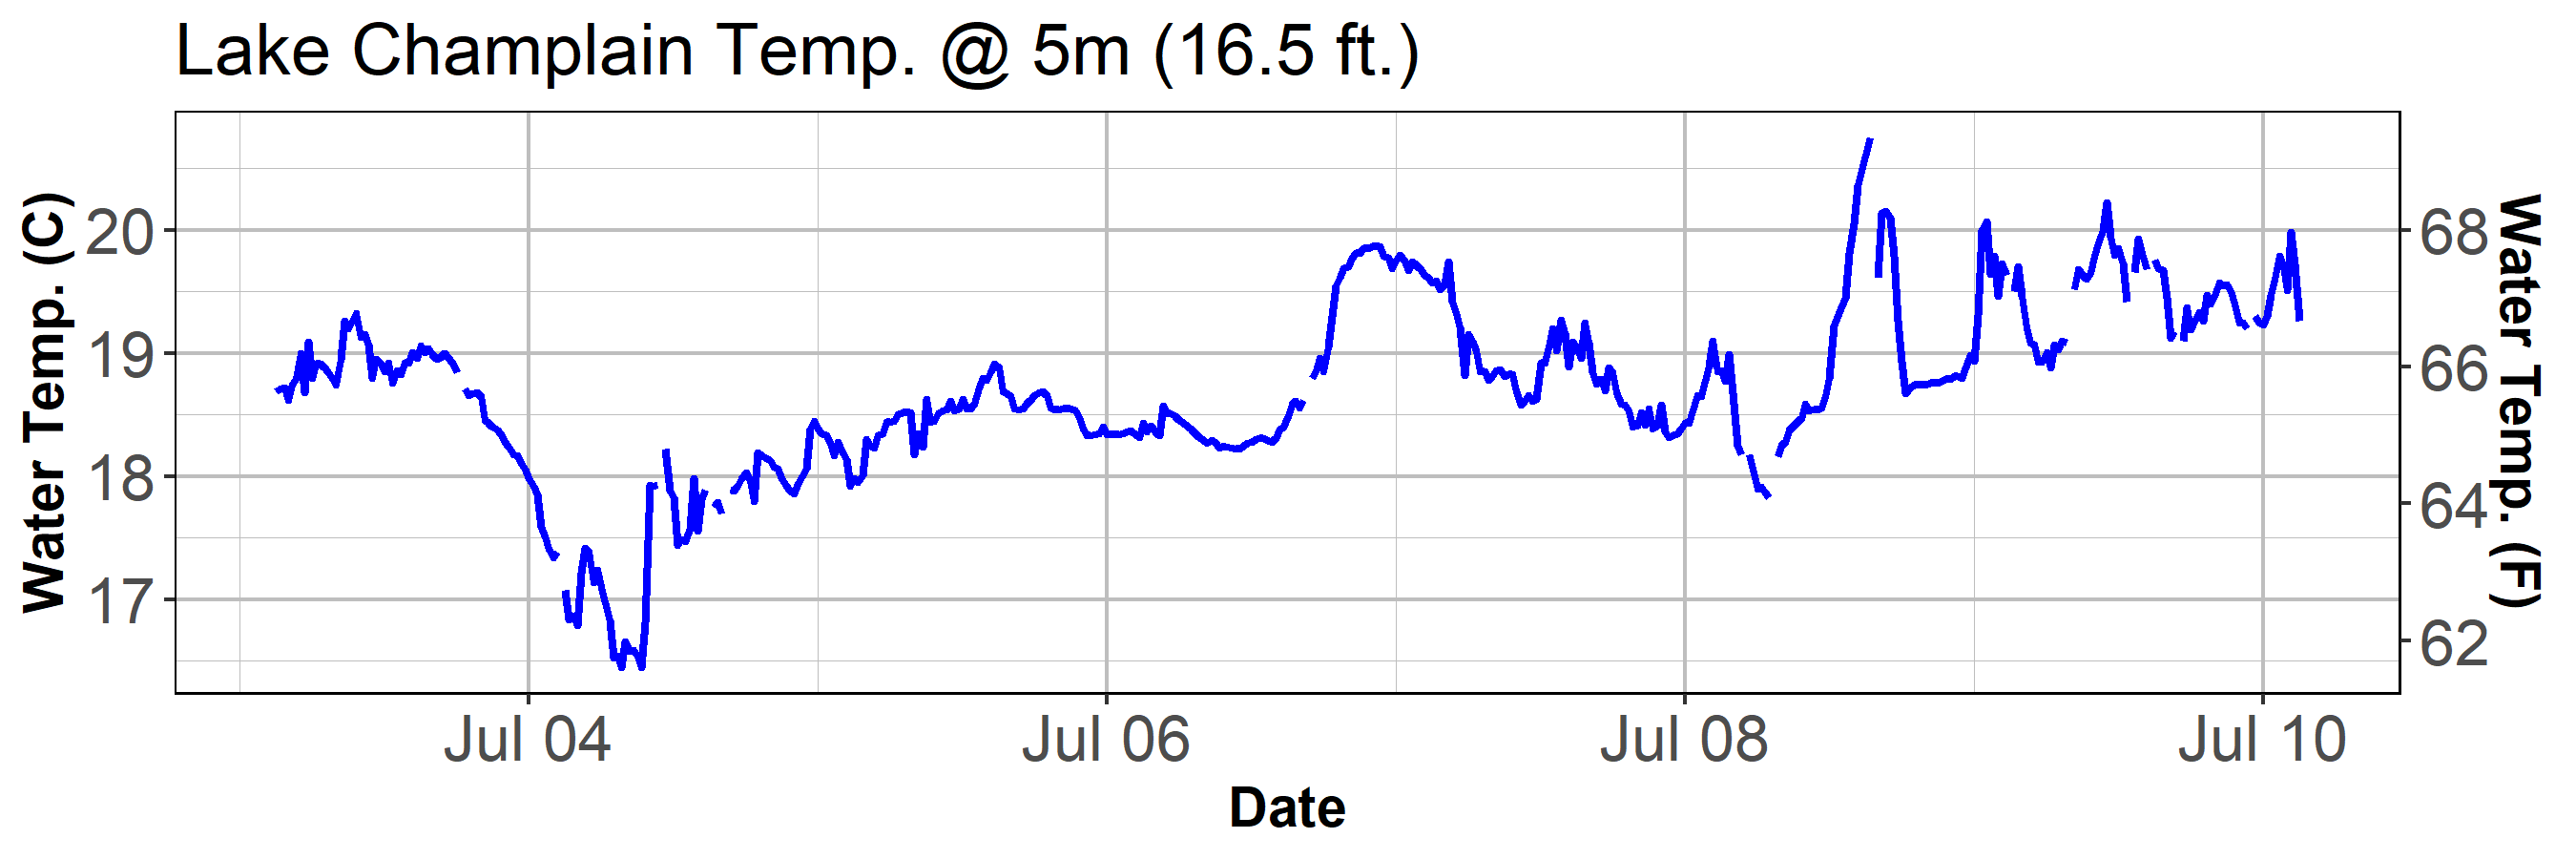 Lake Champlain Temp. @ 5m (16.5 ft.)
Water Temp. (C)
20
19
18
17
68
66
64
62
Water Temp. (F)
Jul 04
Jul 06
Jul 08
Jul 10
Date